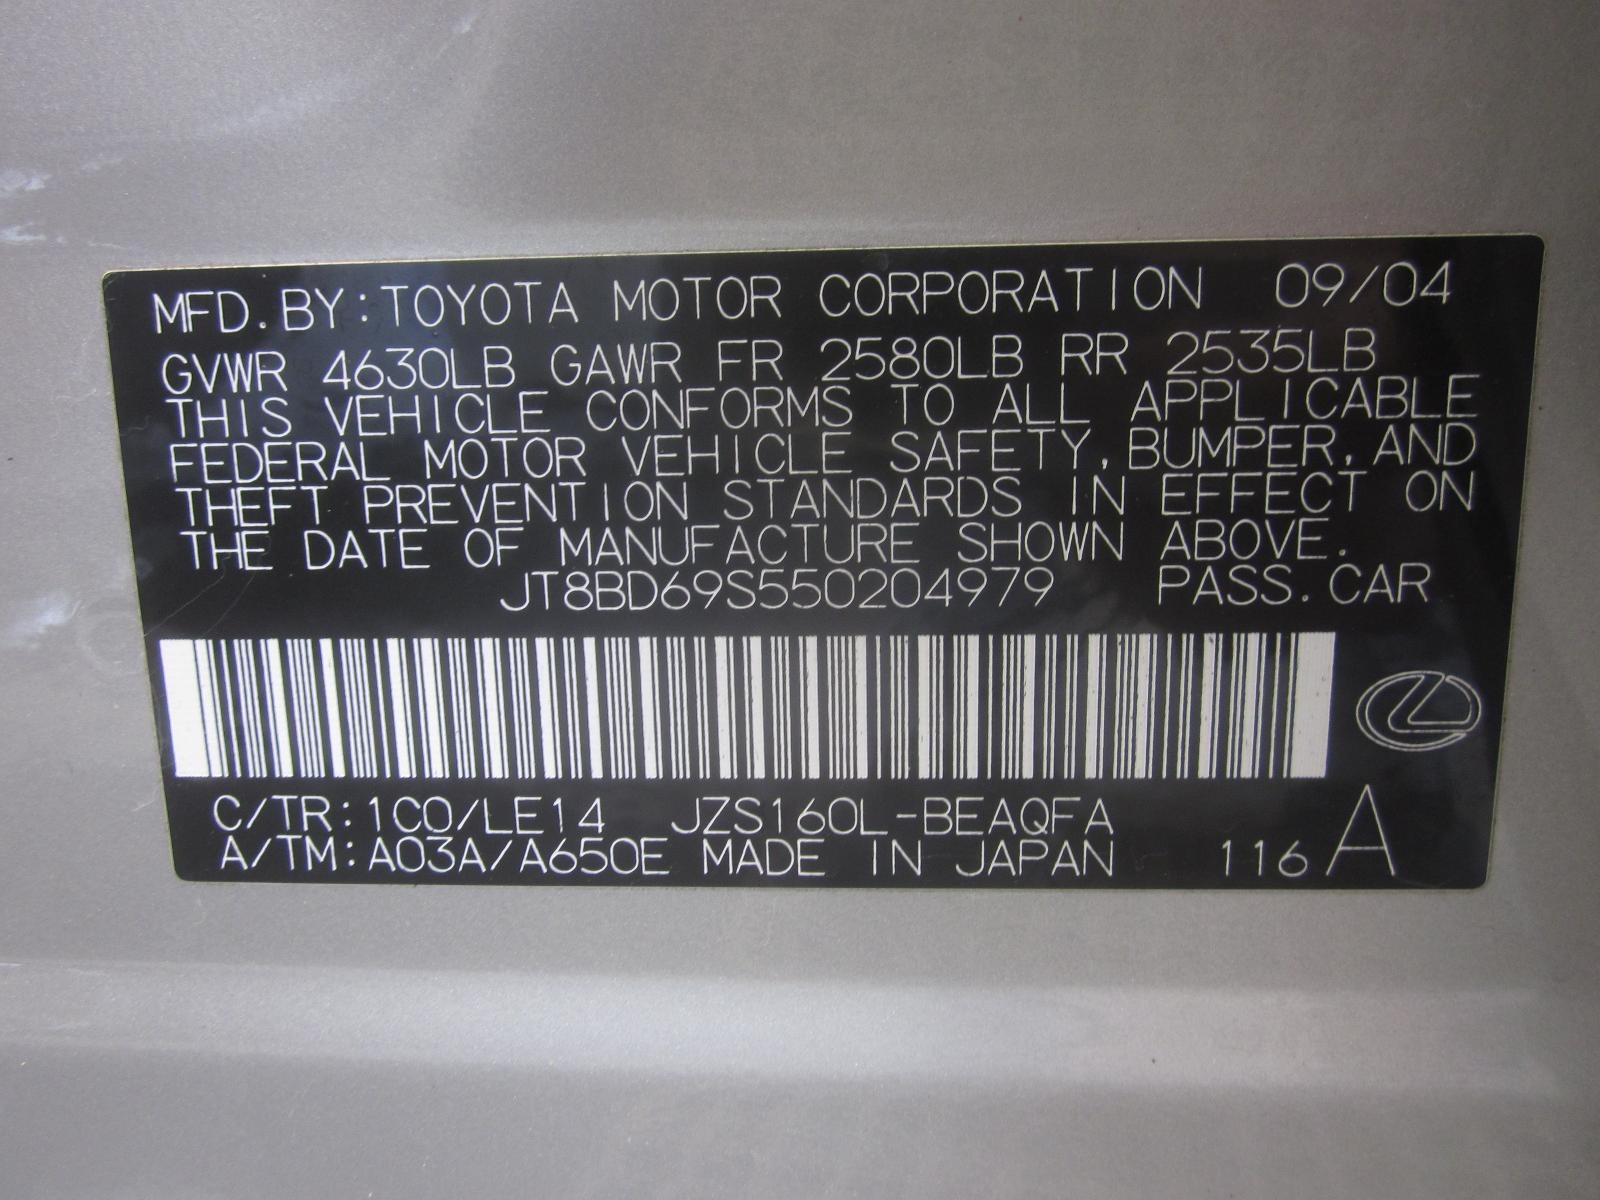 MFD. BY: TOYOTA MOTOR CORPORATION 09/04
GVWR 4630LB GAWR FR 2580LB RR 2535LB
THIS VEHICLE CONFORMS TO ALL APPLICABLE
FEDERAL MOTOR VEHICLE SAFETY, BUMPER, AND
THEFT PREVENTION STANDARDS IN EFFECT ON
THE DATE OF MANUFACTURE SHOWN ABOVE.
JT8BD69S550204979 PASS. CAR
C/TR: 1C0/LE14 JZS160L-BEAQFA
A/TM: A03A/A650E MADE IN JAPAN 116 A